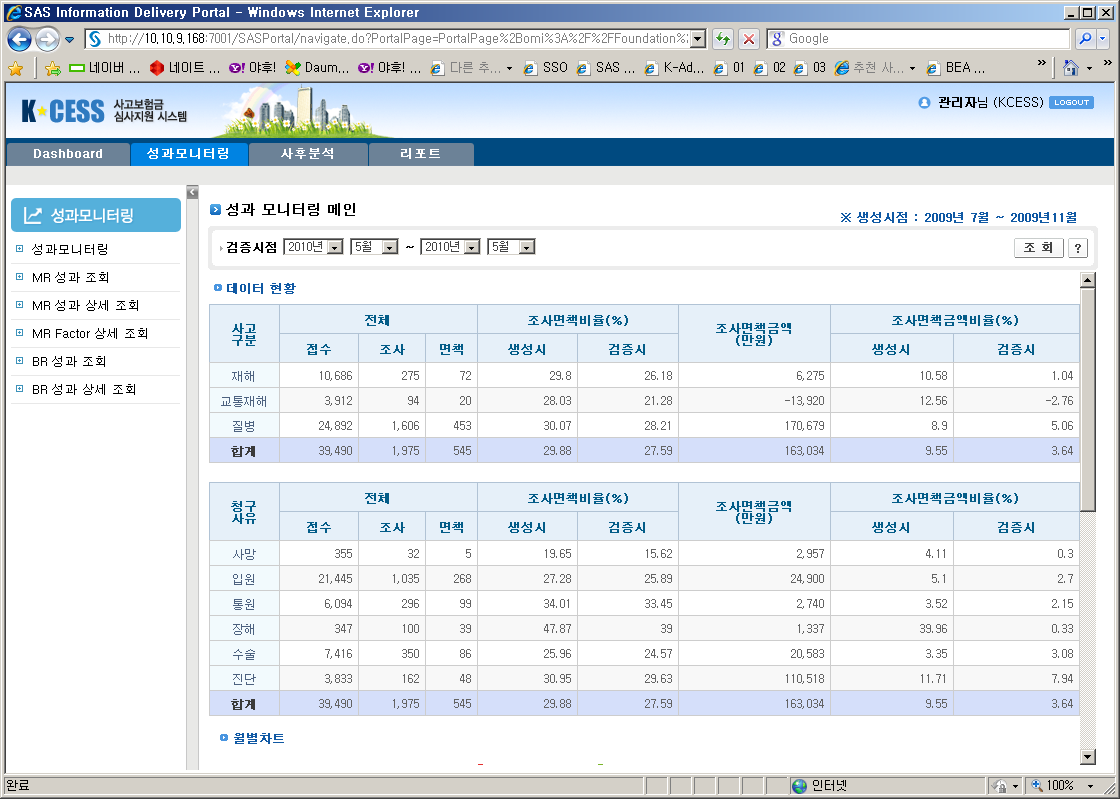 SAS Information Delivery Portal - Windows Internet Explorer
http://10.10.9.168:7001/SASPortal/navigate.do?PortalPage=PortalPage%2Bomi%3A%2F%2FFoundation%
Google
네이버 ... 네이트 ... 야후! Daum... 야후! ... 다른 추... SSO SAS ... K-Ad... 01 02 03 추천 사... BEA ...
K CESS 사고보험금 심사지원 시스템
관리자님 (KCESS) LOGOUT
Dashboard 성과모니터링 사후분석 리포트
성과모니터링
성과모니터링
MR 성과 조회
MR 성과 상세 조회
MR Factor 상세 조회
BR 성과 조회
BR 성과 상세 조회
성과 모니터링 메인
※ 생성시점 : 2009년 7월 ~ 2009년11월
검증시점 2010년 5월 ~ 2010년 5월 조 회 ?
데이터 현황
사고 구분 전체 조사면책비율(%) 조사면책금액 (만원) 조사면책금액비율(%)
접수 조사 면책 생성시 검증시 생성시 검증시
재해 10,686 275 72 29.8 26.18 6,275 10.58 1.04
교통재해 3,912 94 20 28.03 21.28 -13,920 12.56 -2.76
질병 24,892 1,606 453 30.07 28.21 170,679 8.9 5.06
합계 39,490 1,975 545 29.88 27.59 163,034 9.55 3.64
청구 사유 전체 조사면책비율(%) 조사면책금액 (만원) 조사면책금액비율(%)
접수 조사 면책 생성시 검증시 생성시 검증시
사망 355 32 5 19.65 15.62 2,957 4.11 0.3
입원 21,445 1,035 268 27.28 25.89 24,900 5.1 2.7
통원 6,094 296 99 34.01 33.45 2,740 3.52 2.15
장해 347 100 39 47.87 39 1,337 39.96 0.33
수술 7,416 350 86 25.96 24.57 20,583 3.35 3.08
진단 3,833 162 48 30.95 29.63 110,518 11.71 7.94
합계 39,490 1,975 545 29.88 27.59 163,034 9.55 3.64
월별차트
완료 인터넷 100%